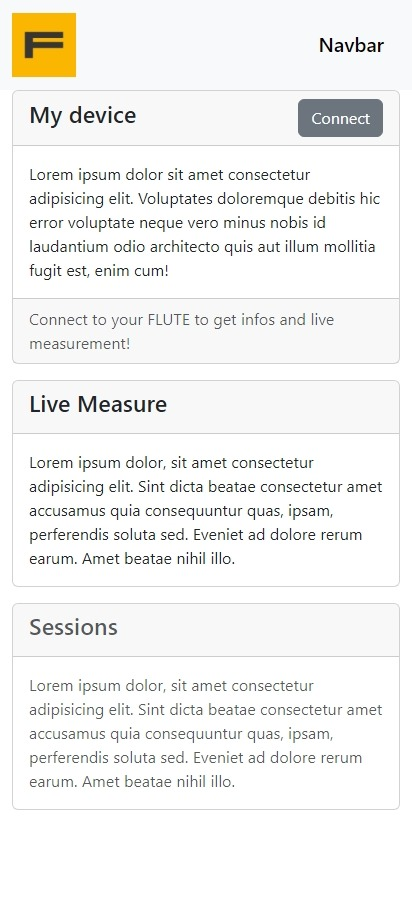 F
Navbar
My device
Connect
Lorem ipsum dolor sit amet consectetur
adipisicing elit. Voluptates doloremque debitis hic
error voluptate neque vero minus nobis id
laudantium odio architecto quis aut illum mollitia
fugit est, enim cum!
Connect to your FLUTE to get infos and live
measurement!
Live Measure
Lorem ipsum dolor, sit amet consectetur
adipisicing elit. Sint dicta beatae consectetur amet
accusamus quia consequuntur quas, ipsam,
perferendis soluta sed. Eveniet ad dolore rerum
earum. Amet beatae nihil illo.
Sessions
Lorem ipsum dolor, sit amet consectetur
adipisicing elit. Sint dicta beatae consectetur amet
accusamus quia consequuntur quas, ipsam,
perferendis soluta sed. Eveniet ad dolore rerum
earum. Amet beatae nihil illo.